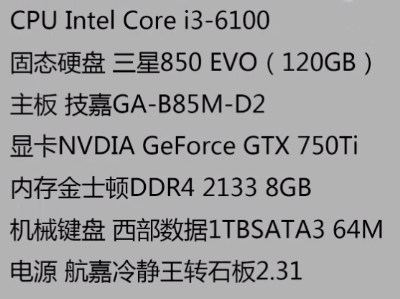 CPU Intel Core i3-6100
固态硬盘 三星850 EVO（120GB）
主板 技嘉GA-B85M-D2
显卡NVDIA GeForce GTX 750Ti
内存金士顿DDR4 2133 8GB
机械键盘 西部数据1TBSATA3 64M
电源 航嘉冷静王转石板2.31